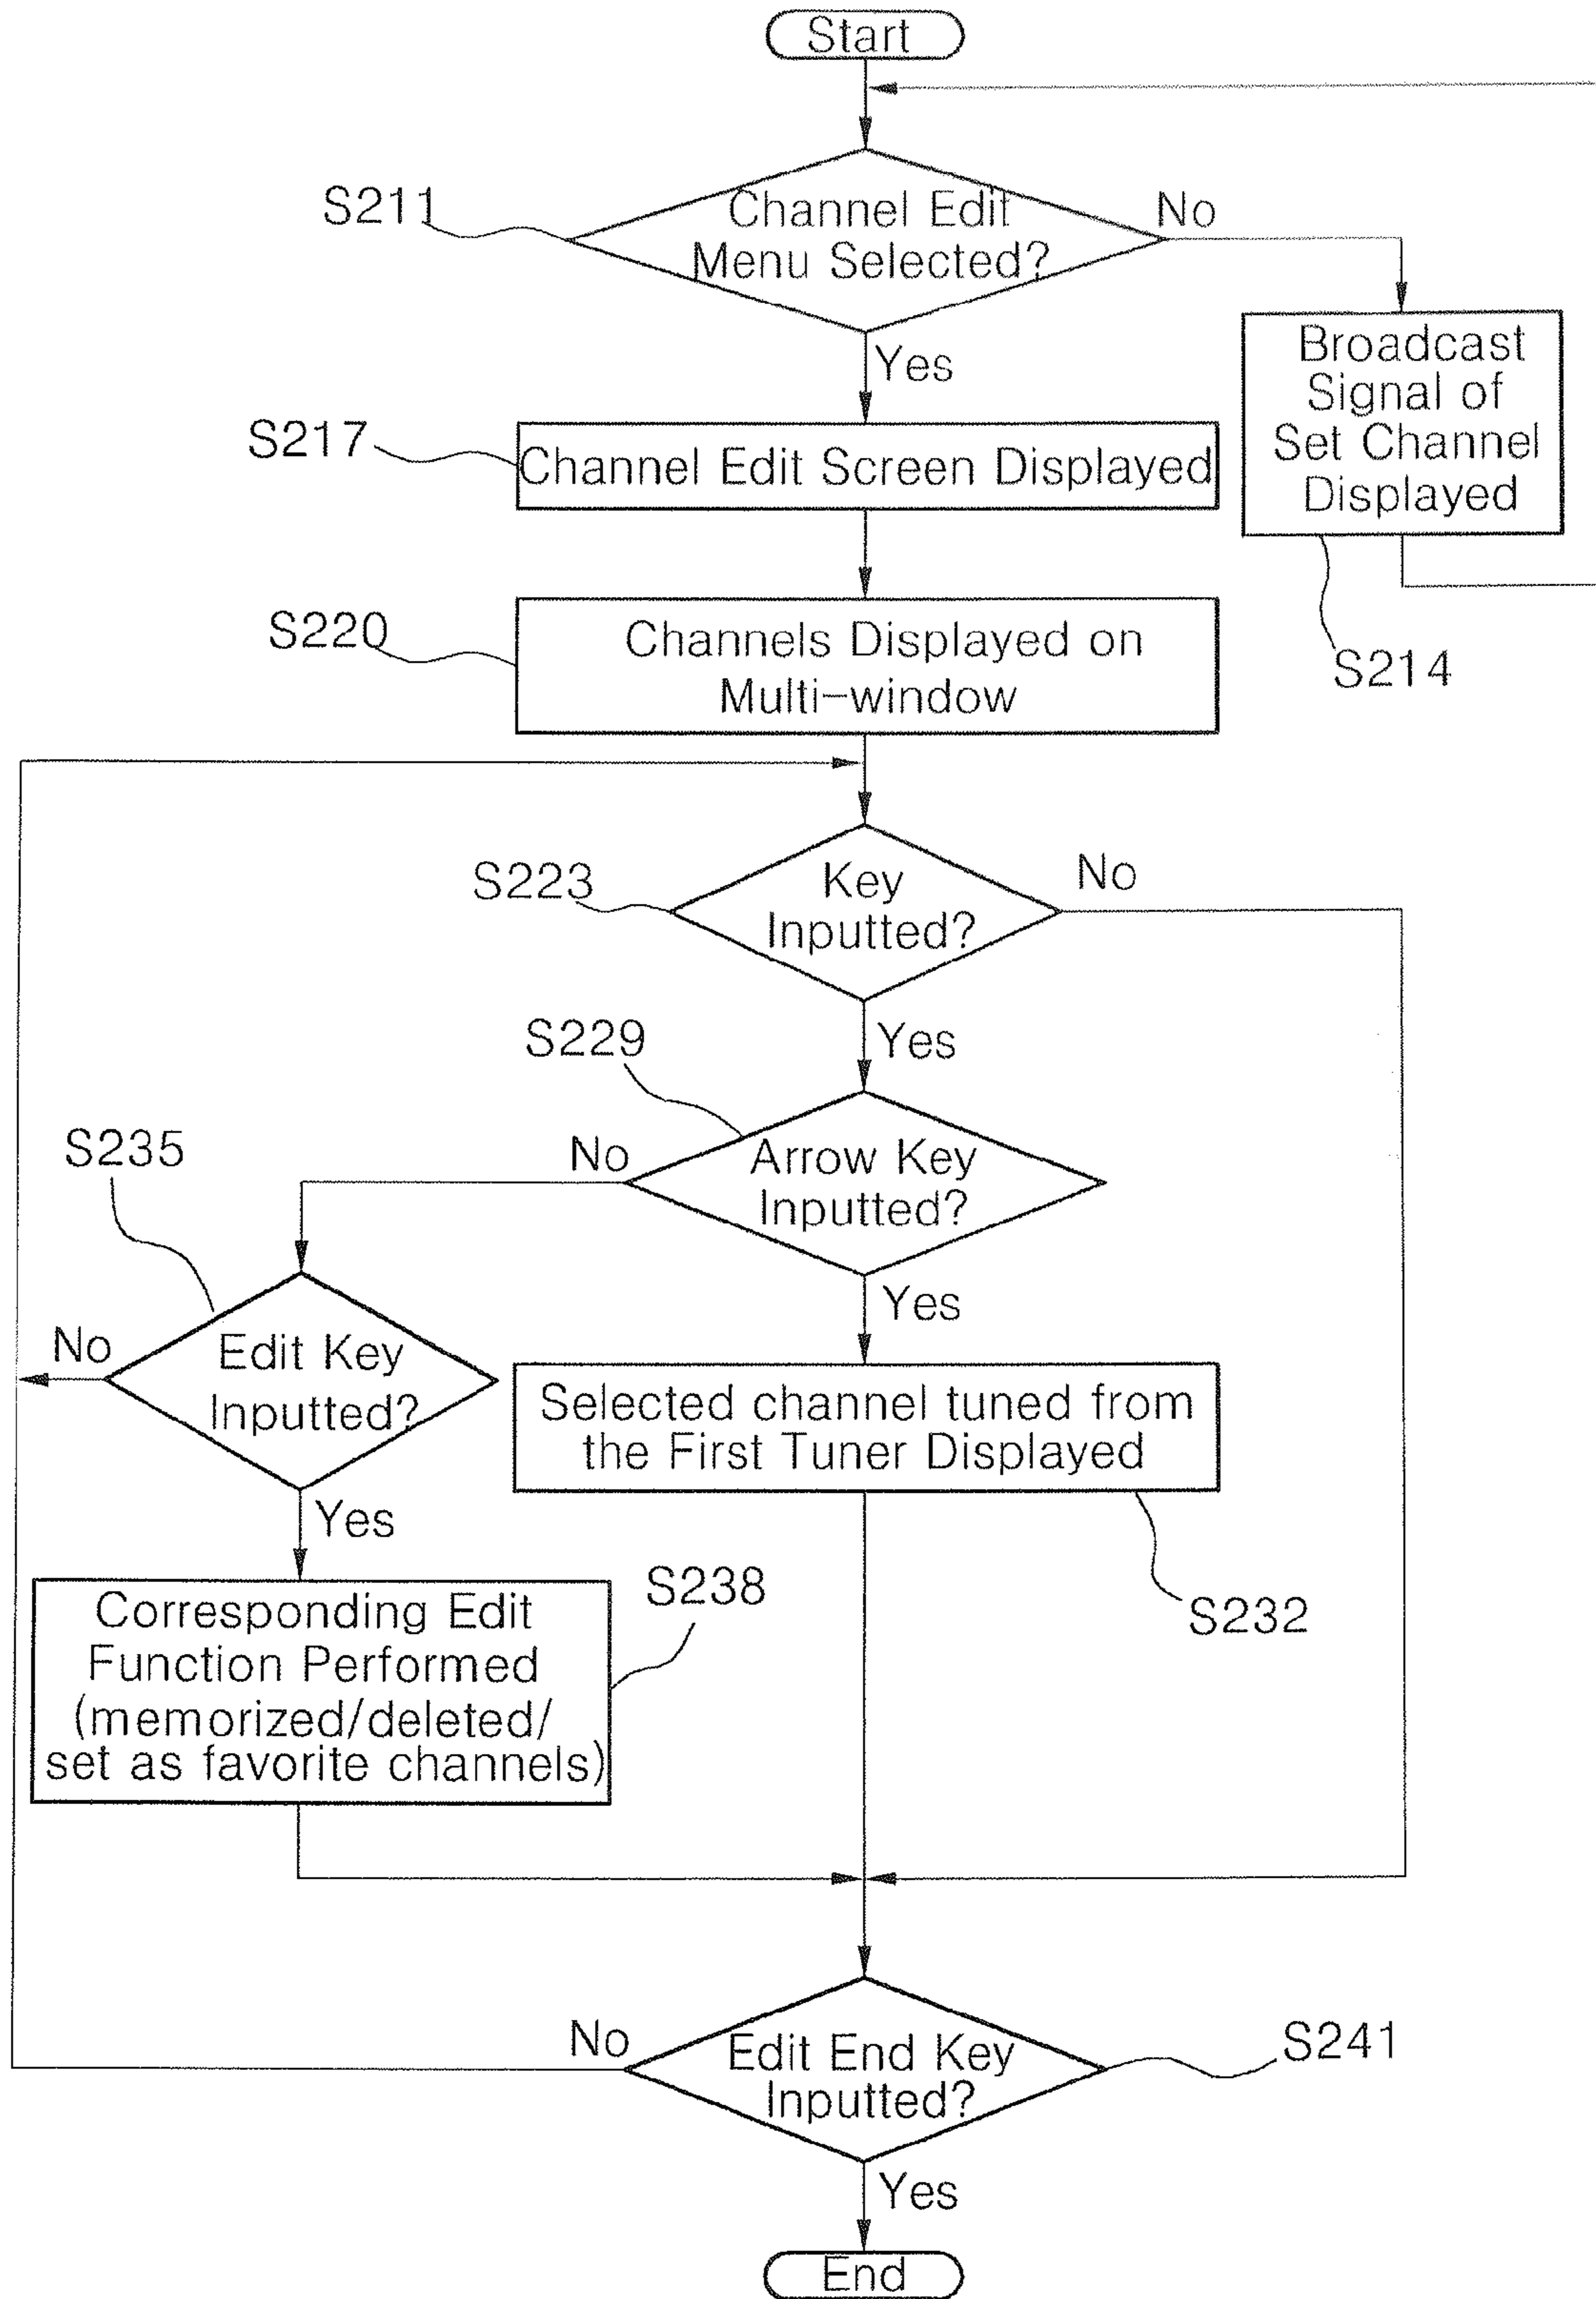 Start
S211
Channel Edit
Menu Selected?
No
Yes
Broadcast
Signal of
Set Channel
Displayed
S214
S217
Channel Edit Screen Displayed
S220
Channels Displayed on
Multi-window
S223
Key
Inputted?
No
Yes
S229
Arrow Key
Inputted?
No
Yes
S235
Edit Key
Inputted?
No
Yes
Selected channel tuned from
the First Tuner Displayed
S232
Corresponding Edit
Function Performed
(memorized/deleted/
set as favorite channels)
S238
No
Edit End Key
Inputted?
S241
Yes
End